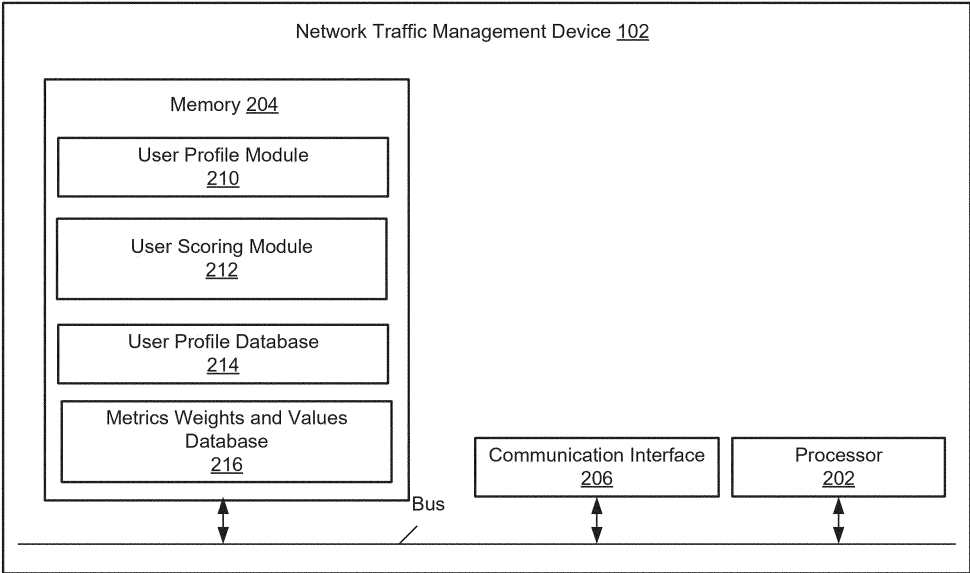 Network Traffic Management Device 102
Memory 204
User Profile Module
210
User Scoring Module
212
User Profile Database
214
Metrics Weights and Values
Database
216
Communication Interface
206
Processor
202
Bus